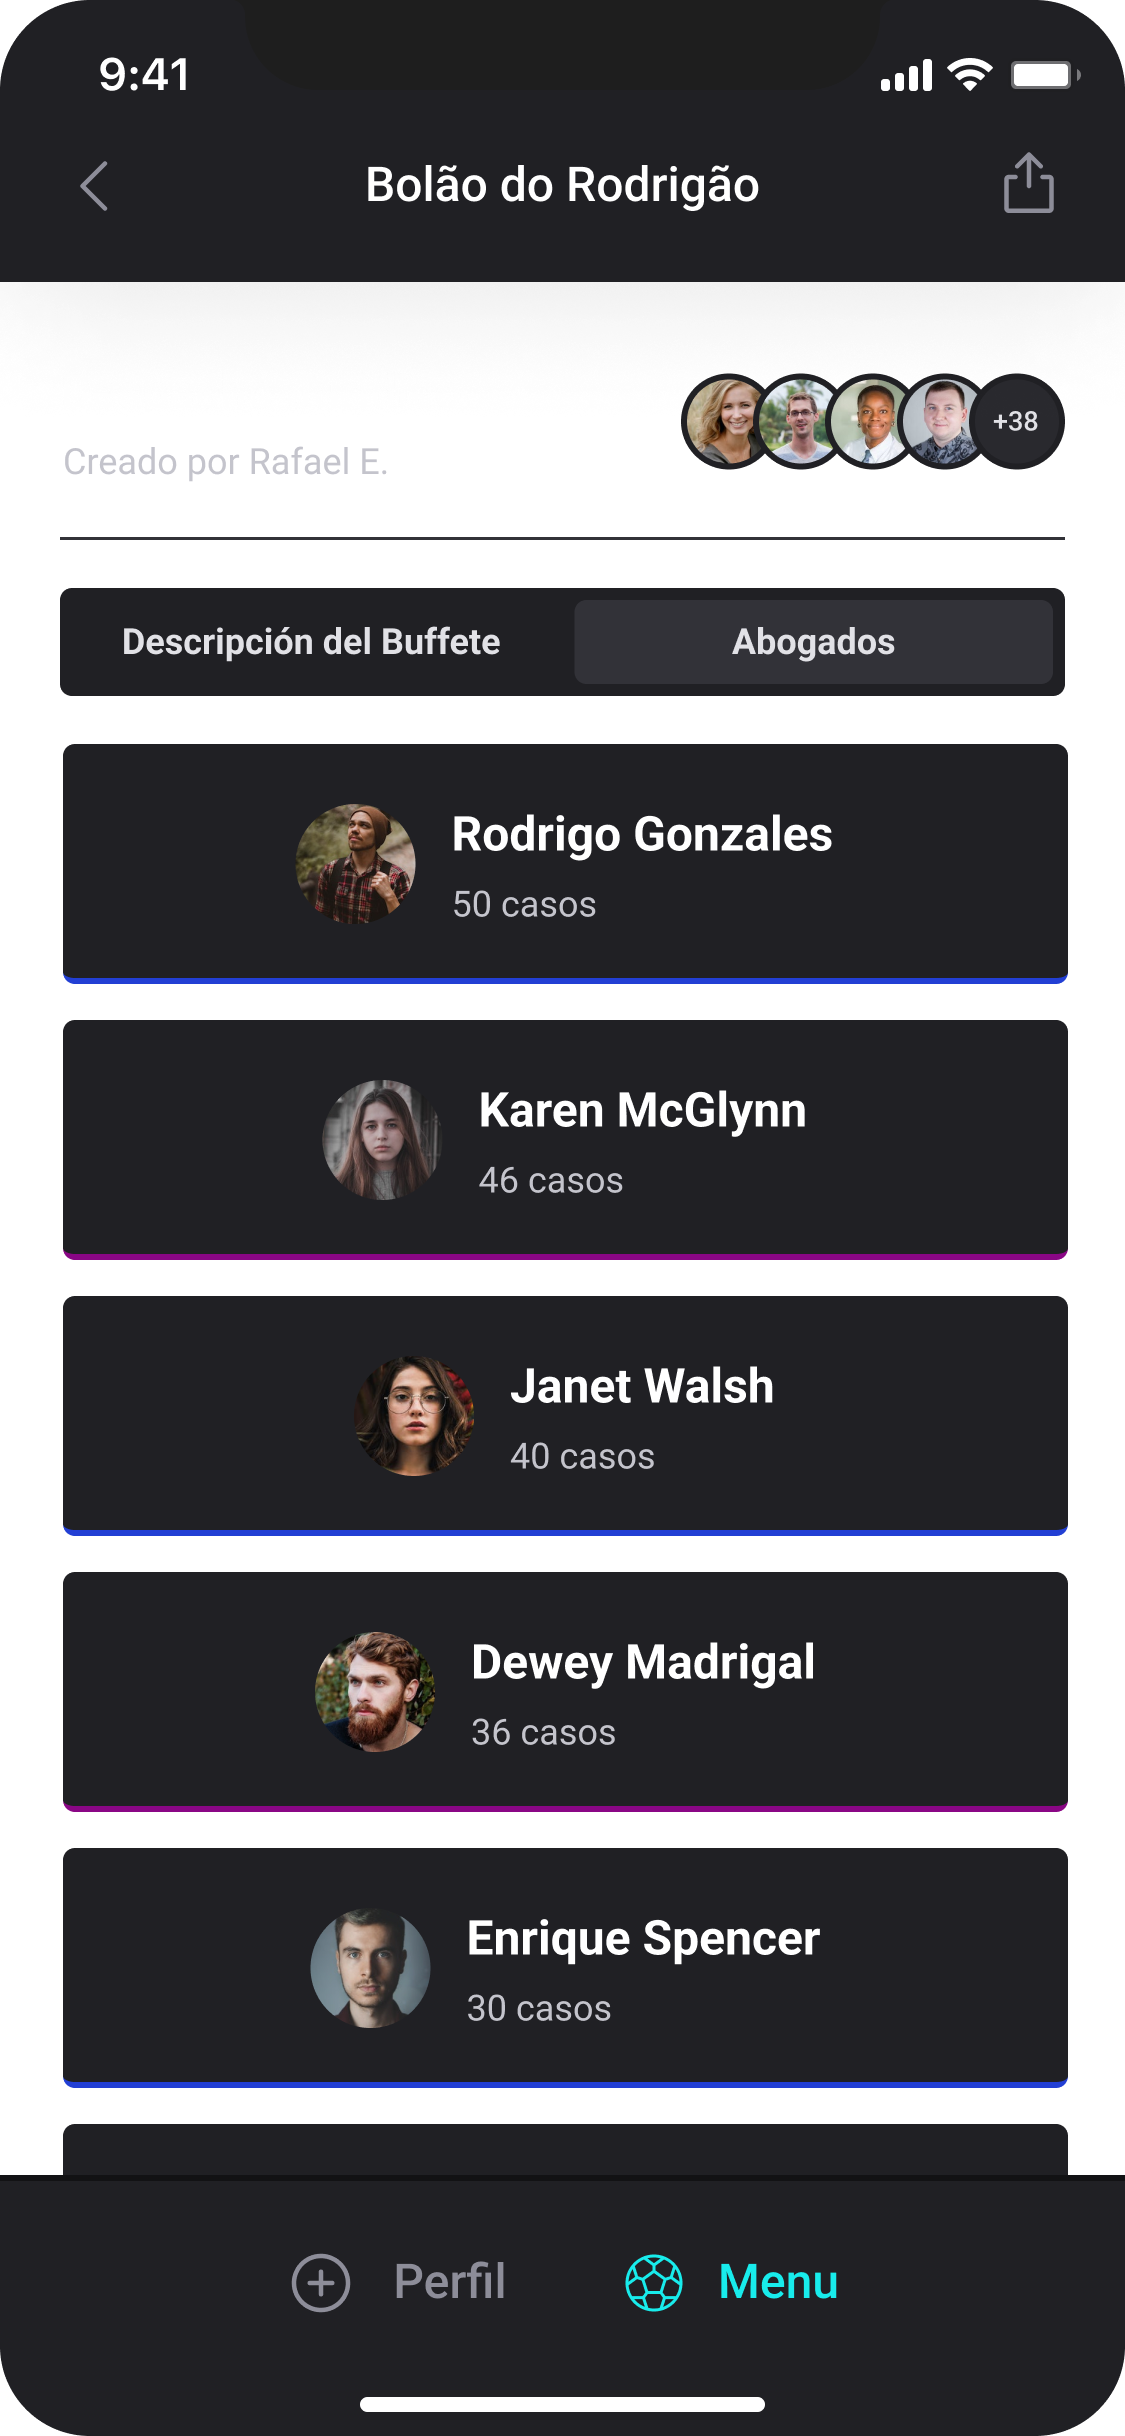 9:41
Bolão do Rodrigão
+38
Creado por Rafael E.
Descripción del Buffete
Abogados
Rodrigo Gonzales
50 casos
Karen McGlynn
46 casos
Janet Walsh
40 casos
Dewey Madrigal
36 casos
Enrique Spencer
30 casos
Perfil
Menu